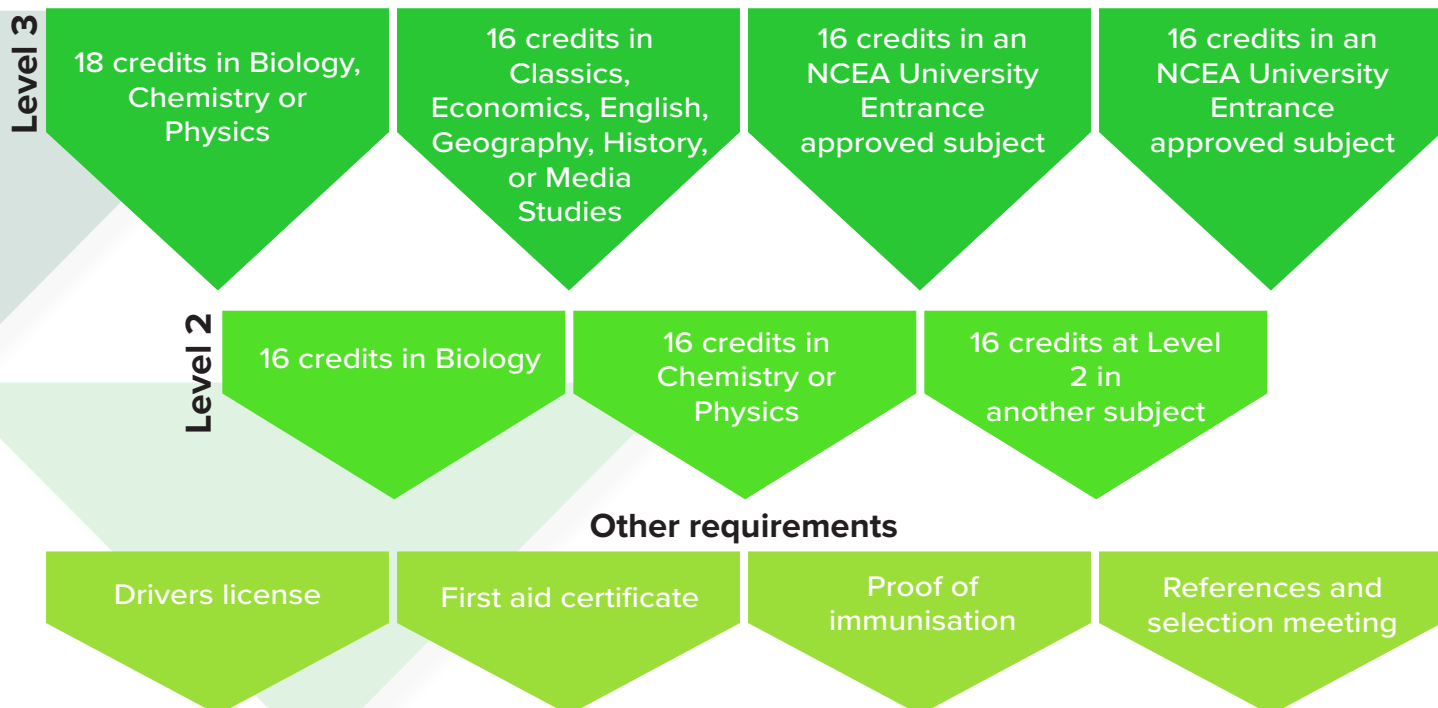 Level 3
18 credits in Biology,
Chemistry or
Physics
16 credits in
Classics,
Economics, English,
Geography, History,
or Media
Studies
16 credits in an
NCEA University
Entrance
approved subject
16 credits in an
NCEA University
Entrance
approved subject
Level 2
16 credits in Biology
16 credits in
Chemistry or
Physics
16 credits at Level
2 in
another subject
Other requirements
Drivers license
First aid certificate
Proof of
immunisation
References and
selection meeting